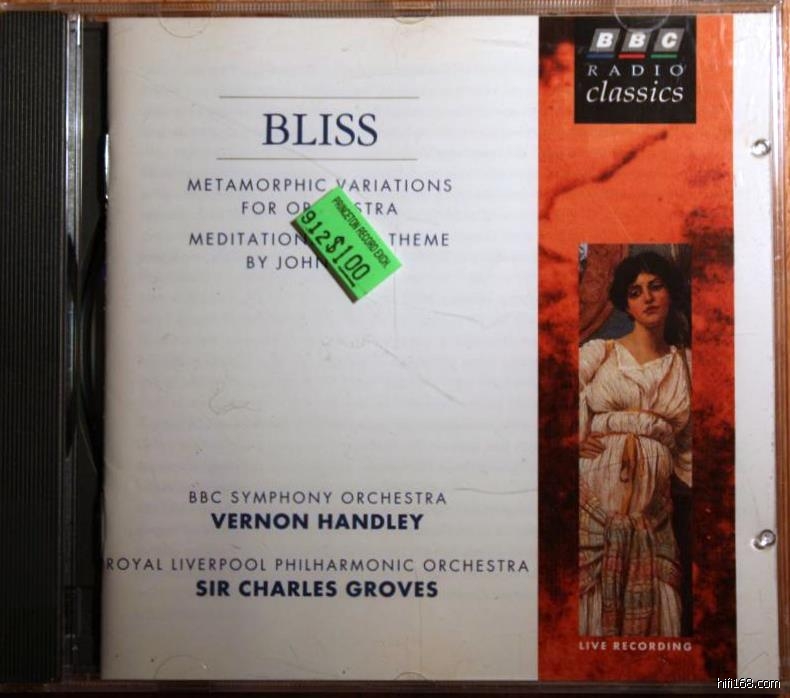 BBC
RADIO
classics
BLISS
METAMORPHIC VARIATIONS
FOR OR STRA
MEDITATION THEME
BY JOHN
PRINCETON RECORD EXCH.
912$1.00
BBC SYMPHONY ORCHESTRA
VERNON HANDLEY
ROYAL LIVERPOOL PHILHARMONIC ORCHESTRA
SIR CHARLES GROVES
LIVE RECORDING
hifi168.com